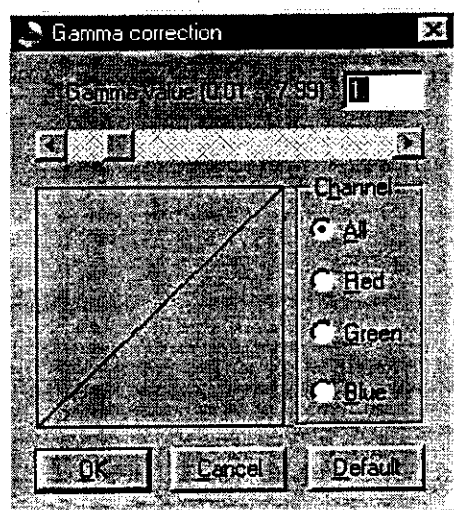 Gamma correction
Gamma value (0.01 - 7.99) 1
Channel
All
Red
Green
Blue
OK Cancel Default